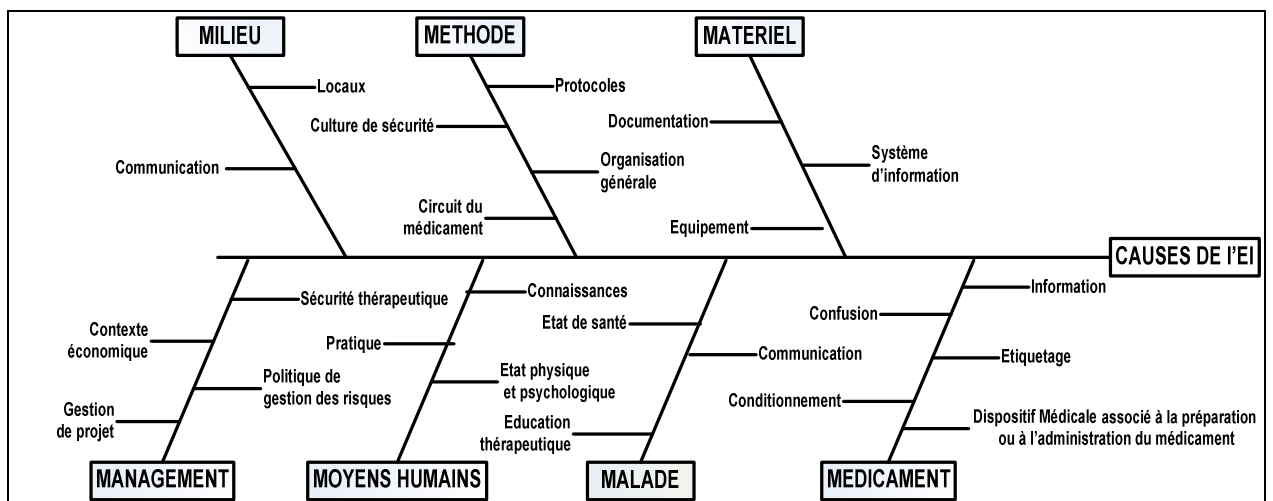 MILIEU
METHODE
MATERIEL
Locaux
Communication
Protocoles
Culture de sécurité
Organisation
générale
Circuit du
médicament
Documentation
Système
d'information
Equipement
CAUSES DE l'EI
Sécurité thérapeutique
Contexte
économique
Politique de
gestion des risques
Gestion
de projet
Connaissances
Pratique
Etat physique
et psychologique
Etat de santé
Communication
Education
thérapeutique
Information
Confusion
Etiquetage
Conditionnement
Dispositif Médicale associé à la préparation
ou à l'administration du médicament
MANAGEMENT
MOYENS HUMAINS
MALADE
MEDICAMENT